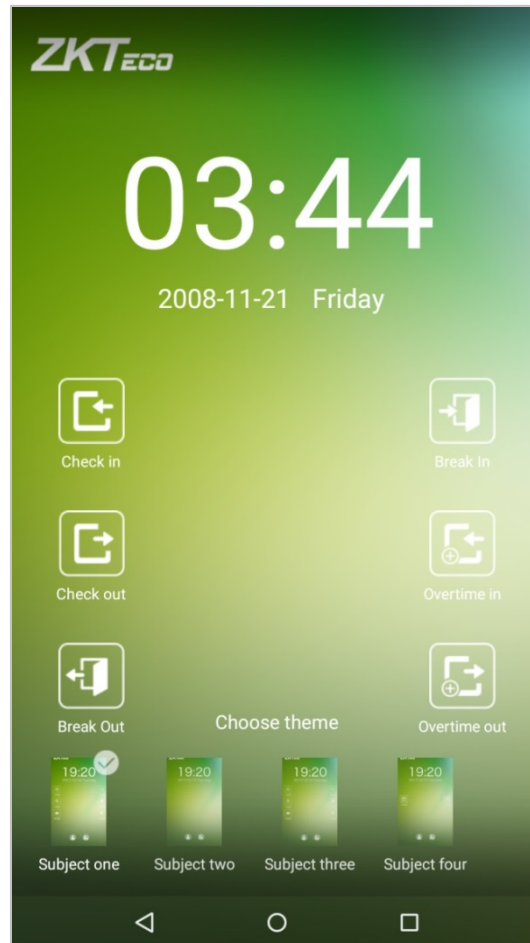 ZKTECO
03:44
2008-11-21 Friday
Check in
Break In
Check out
Overtime in
Break Out
Choose theme
Overtime out
19:20
19:20
19:20
19:20
Subject one
Subject two
Subject three
Subject four